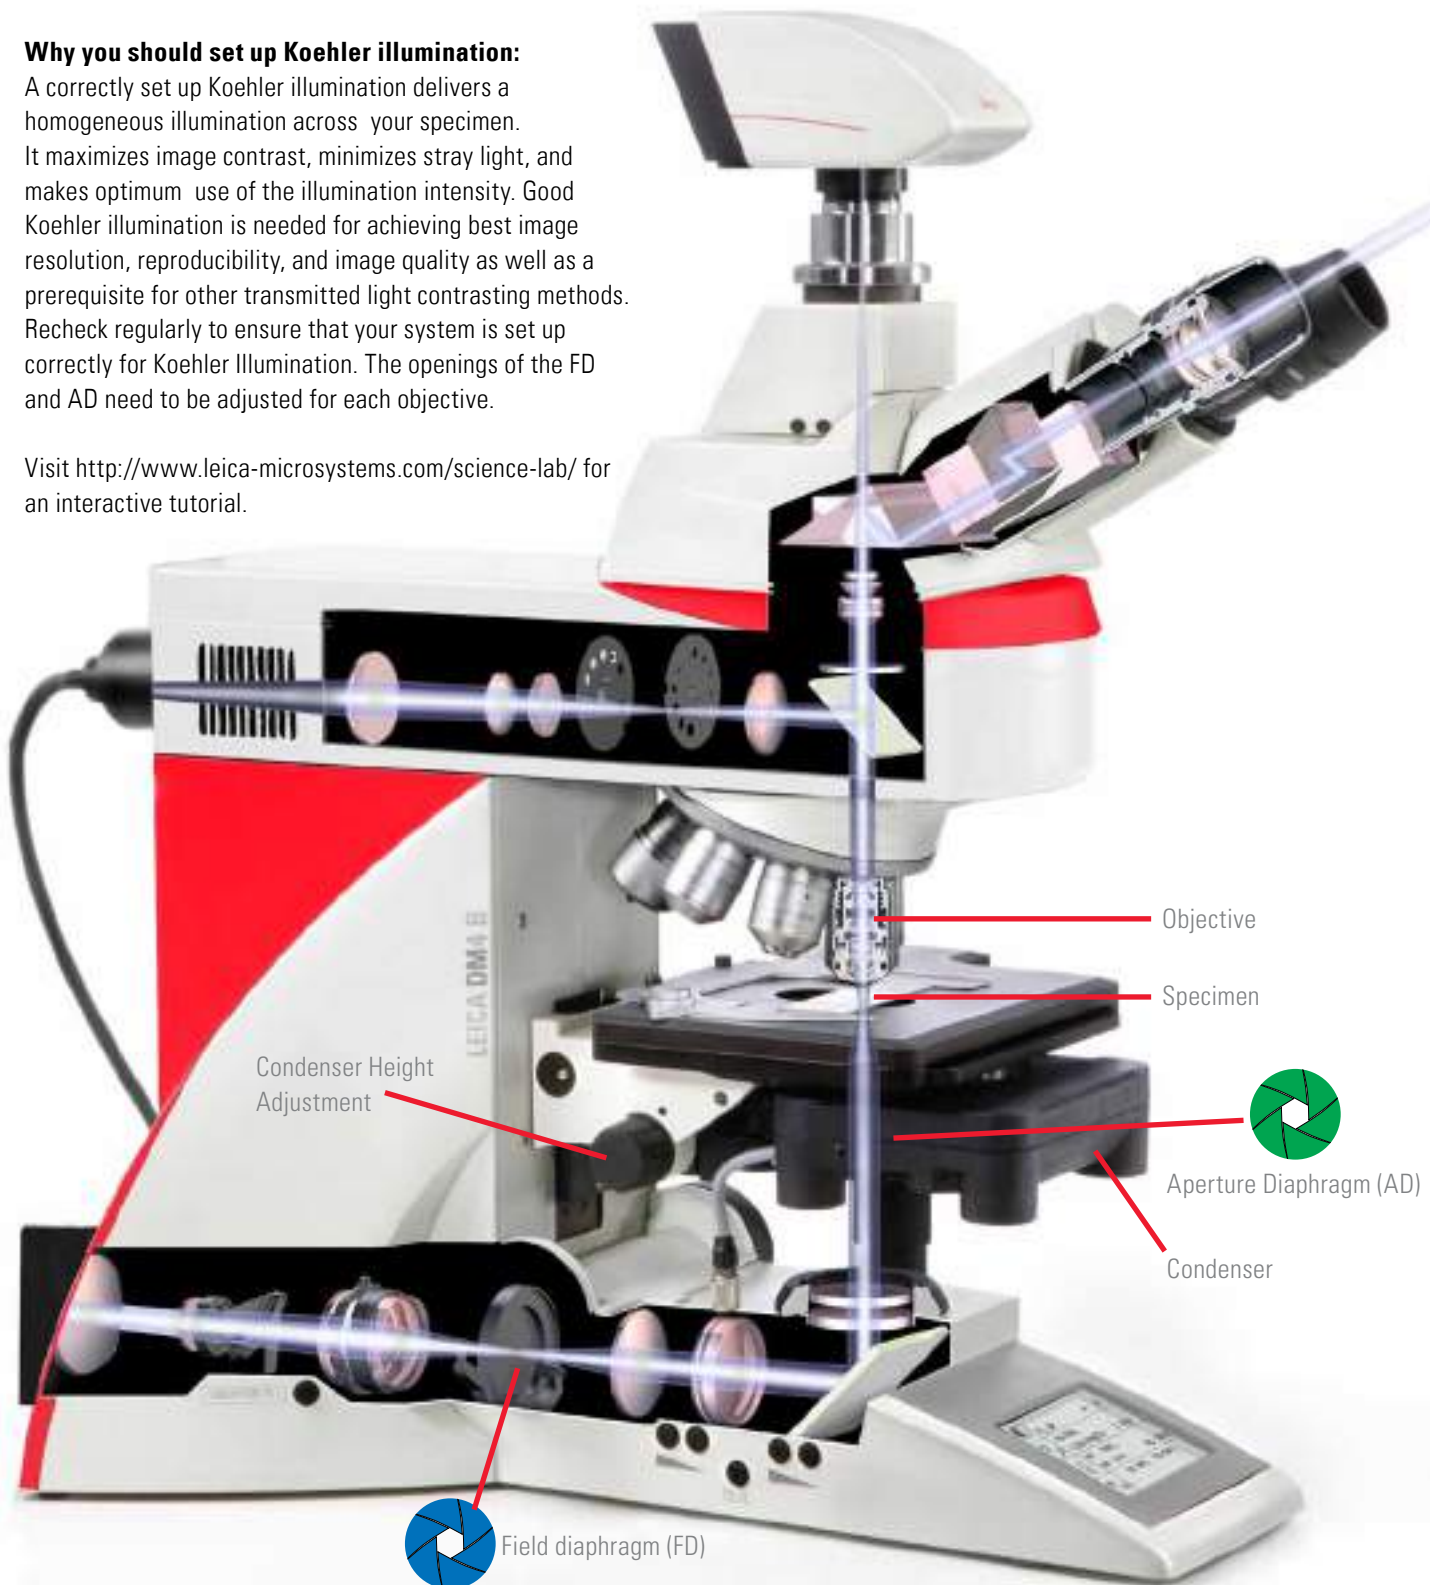 Why you should set up Koehler illumination:
A correctly set up Koehler illumination delivers a
homogeneous illumination across your specimen.
It maximizes image contrast, minimizes stray light, and
makes optimum use of the illumination intensity. Good
Koehler illumination is needed for achieving best image
resolution, reproducibility, and image quality as well as a
prerequisite for other transmitted light contrasting methods.
Recheck regularly to ensure that your system is set up
correctly for Koehler Illumination. The openings of the FD
and AD need to be adjusted for each objective.
Visit http://www.leica-microsystems.com/science-lab/ for
an interactive tutorial.
LEICA DM4 B
Objective
Specimen
Condenser Height
Adjustment
Aperture Diaphragm (AD)
Condenser
Field diaphragm (FD)